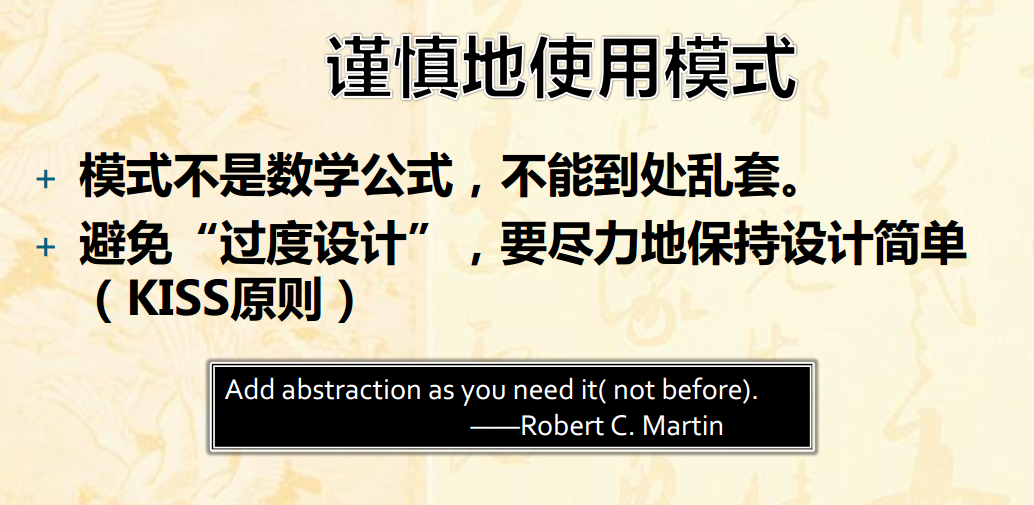 谨慎地使用模式
+ 模式不是数学公式，不能到处乱套。
+ 避免“过度设计”，要尽力地保持设计简单
（KISS原则）
Add abstraction as you need it( not before).
——Robert C. Martin